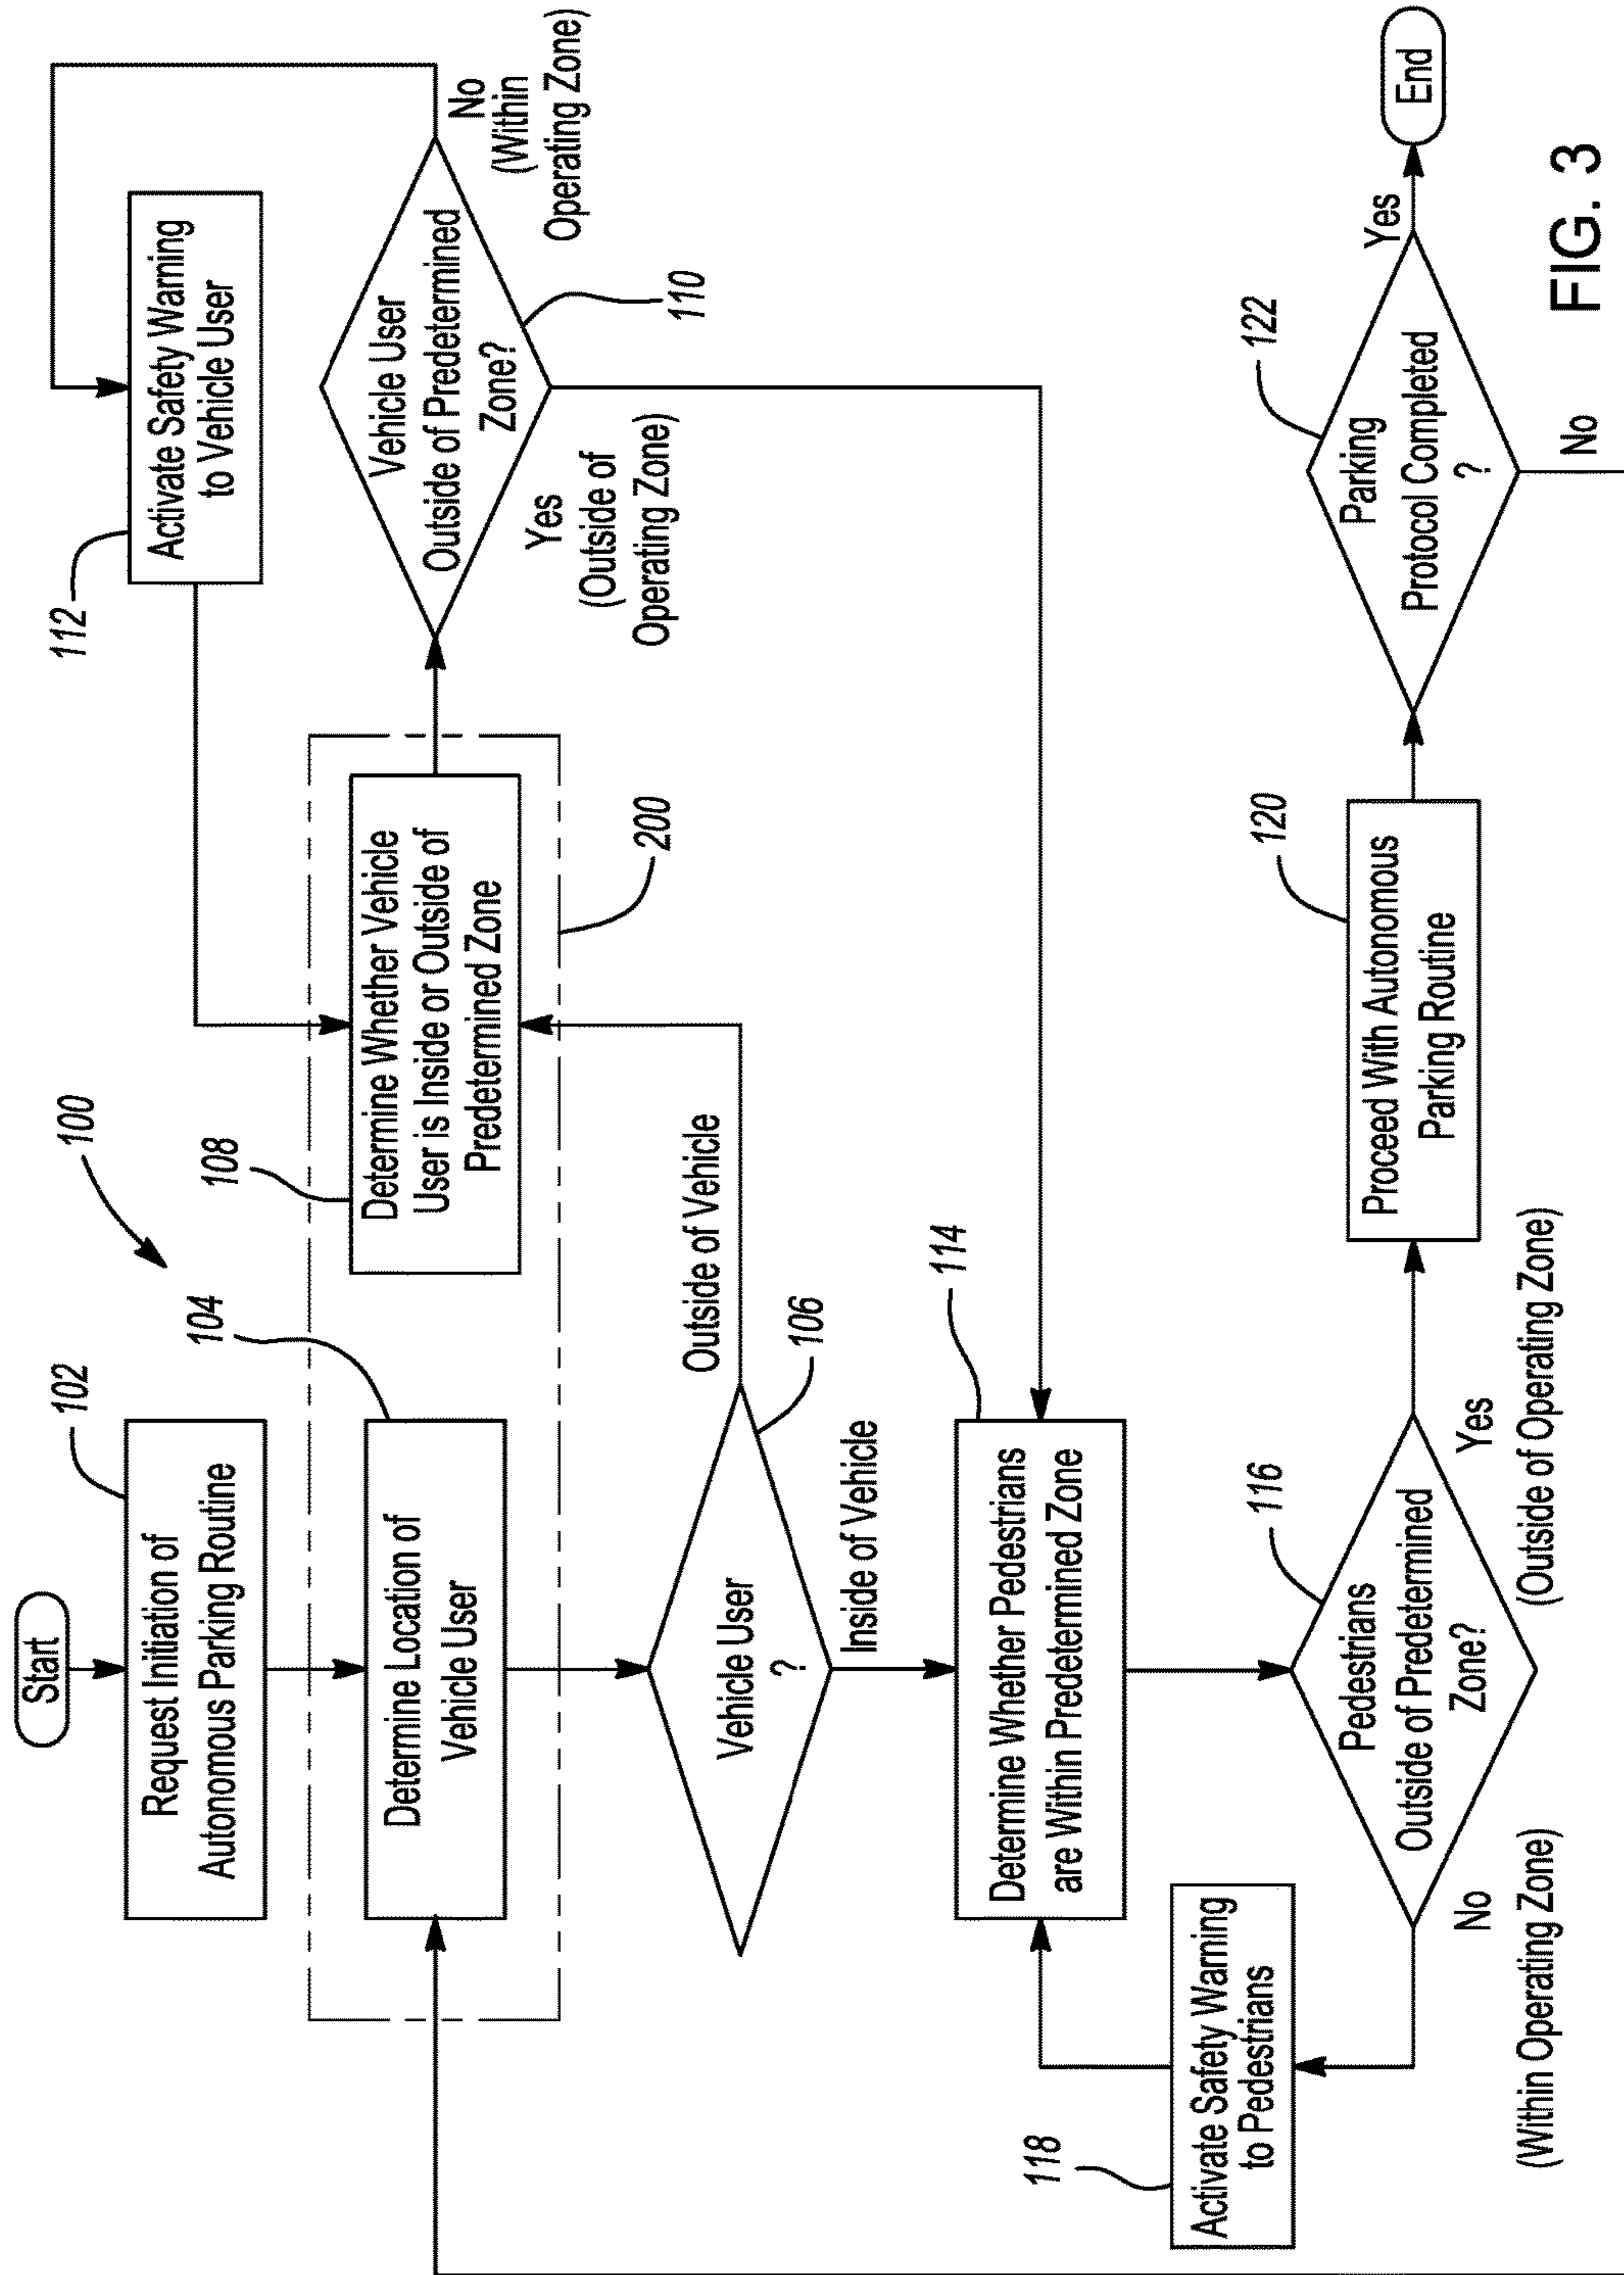 Start
Request Initiation of
Autonomous Parking Routine
102
100
104
Determine Location of
Vehicle User
108
Determine Whether Vehicle
User is Inside or Outside of
Predetermined Zone
200
112
Activate Safety Warning
to Vehicle User
Vehicle User
Outside of Predetermined
Zone?
110
No
(Within
Operating Zone)
Yes
(Outside of
Operating Zone)
Vehicle User
?
106
Outside of Vehicle
Inside of Vehicle
114
Determine Whether Pedestrians
are Within Predetermined Zone
118
Activate Safety Warning
to Pedestrians
116
Pedestrians
Outside of Predetermined
Zone?
No
(Within Operating Zone)
Yes
(Outside of Operating Zone)
120
Proceed With Autonomous
Parking Routine
122
Parking
Protocol Completed
?
Yes
End
No
FIG. 3